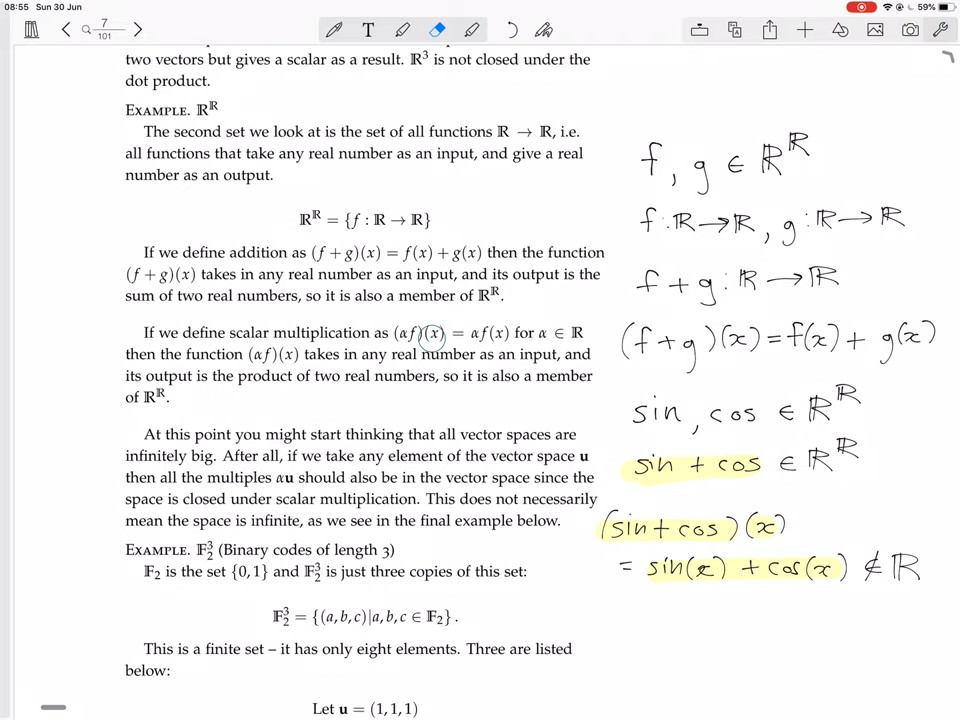 08:55 Sun 30 Jun
59%
7
101
T
two vectors but gives a scalar as a result. ℝ³ is not closed under the
dot product.
EXAMPLE. ℝ^ℝ
The second set we look at is the set of all functions ℝ → ℝ, i.e.
all functions that take any real number as an input, and give a real
number as an output.
ℝ^ℝ = {f : ℝ → ℝ}
If we define addition as (f + g)(x) = f(x) + g(x) then the function
(f + g)(x) takes in any real number as an input, and its output is the
sum of two real numbers, so it is also a member of ℝ^ℝ.
If we define scalar multiplication as (αf)(x) = αf(x) for α ∈ ℝ
then the function (αf)(x) takes in any real number as an input, and
its output is the product of two real numbers, so it is also a member
of ℝ^ℝ.
At this point you might start thinking that all vector spaces are
infinitely big. After all, if we take any element of the vector space u
then all the multiples αu should also be in the vector space since the
space is closed under scalar multiplication. This does not necessarily
mean the space is infinite, as we see in the final example below.
EXAMPLE. 𝔽₂³ (Binary codes of length 3)
𝔽₂ is the set {0, 1} and 𝔽₂³ is just three copies of this set:
𝔽₂³ = {(a, b, c)|a, b, c ∈ 𝔽₂} .
This is a finite set – it has only eight elements. Three are listed
below:
Let u = (1, 1, 1)
f, g ∈ ℝ^ℝ
f : ℝ → ℝ, g : ℝ → ℝ
f + g : ℝ → ℝ
(f + g)(x) = f(x) + g(x)
sin, cos ∈ ℝ^ℝ
sin + cos ∈ ℝ^ℝ
(sin + cos)(x)
= sin(x) + cos(x) ∉ ℝ